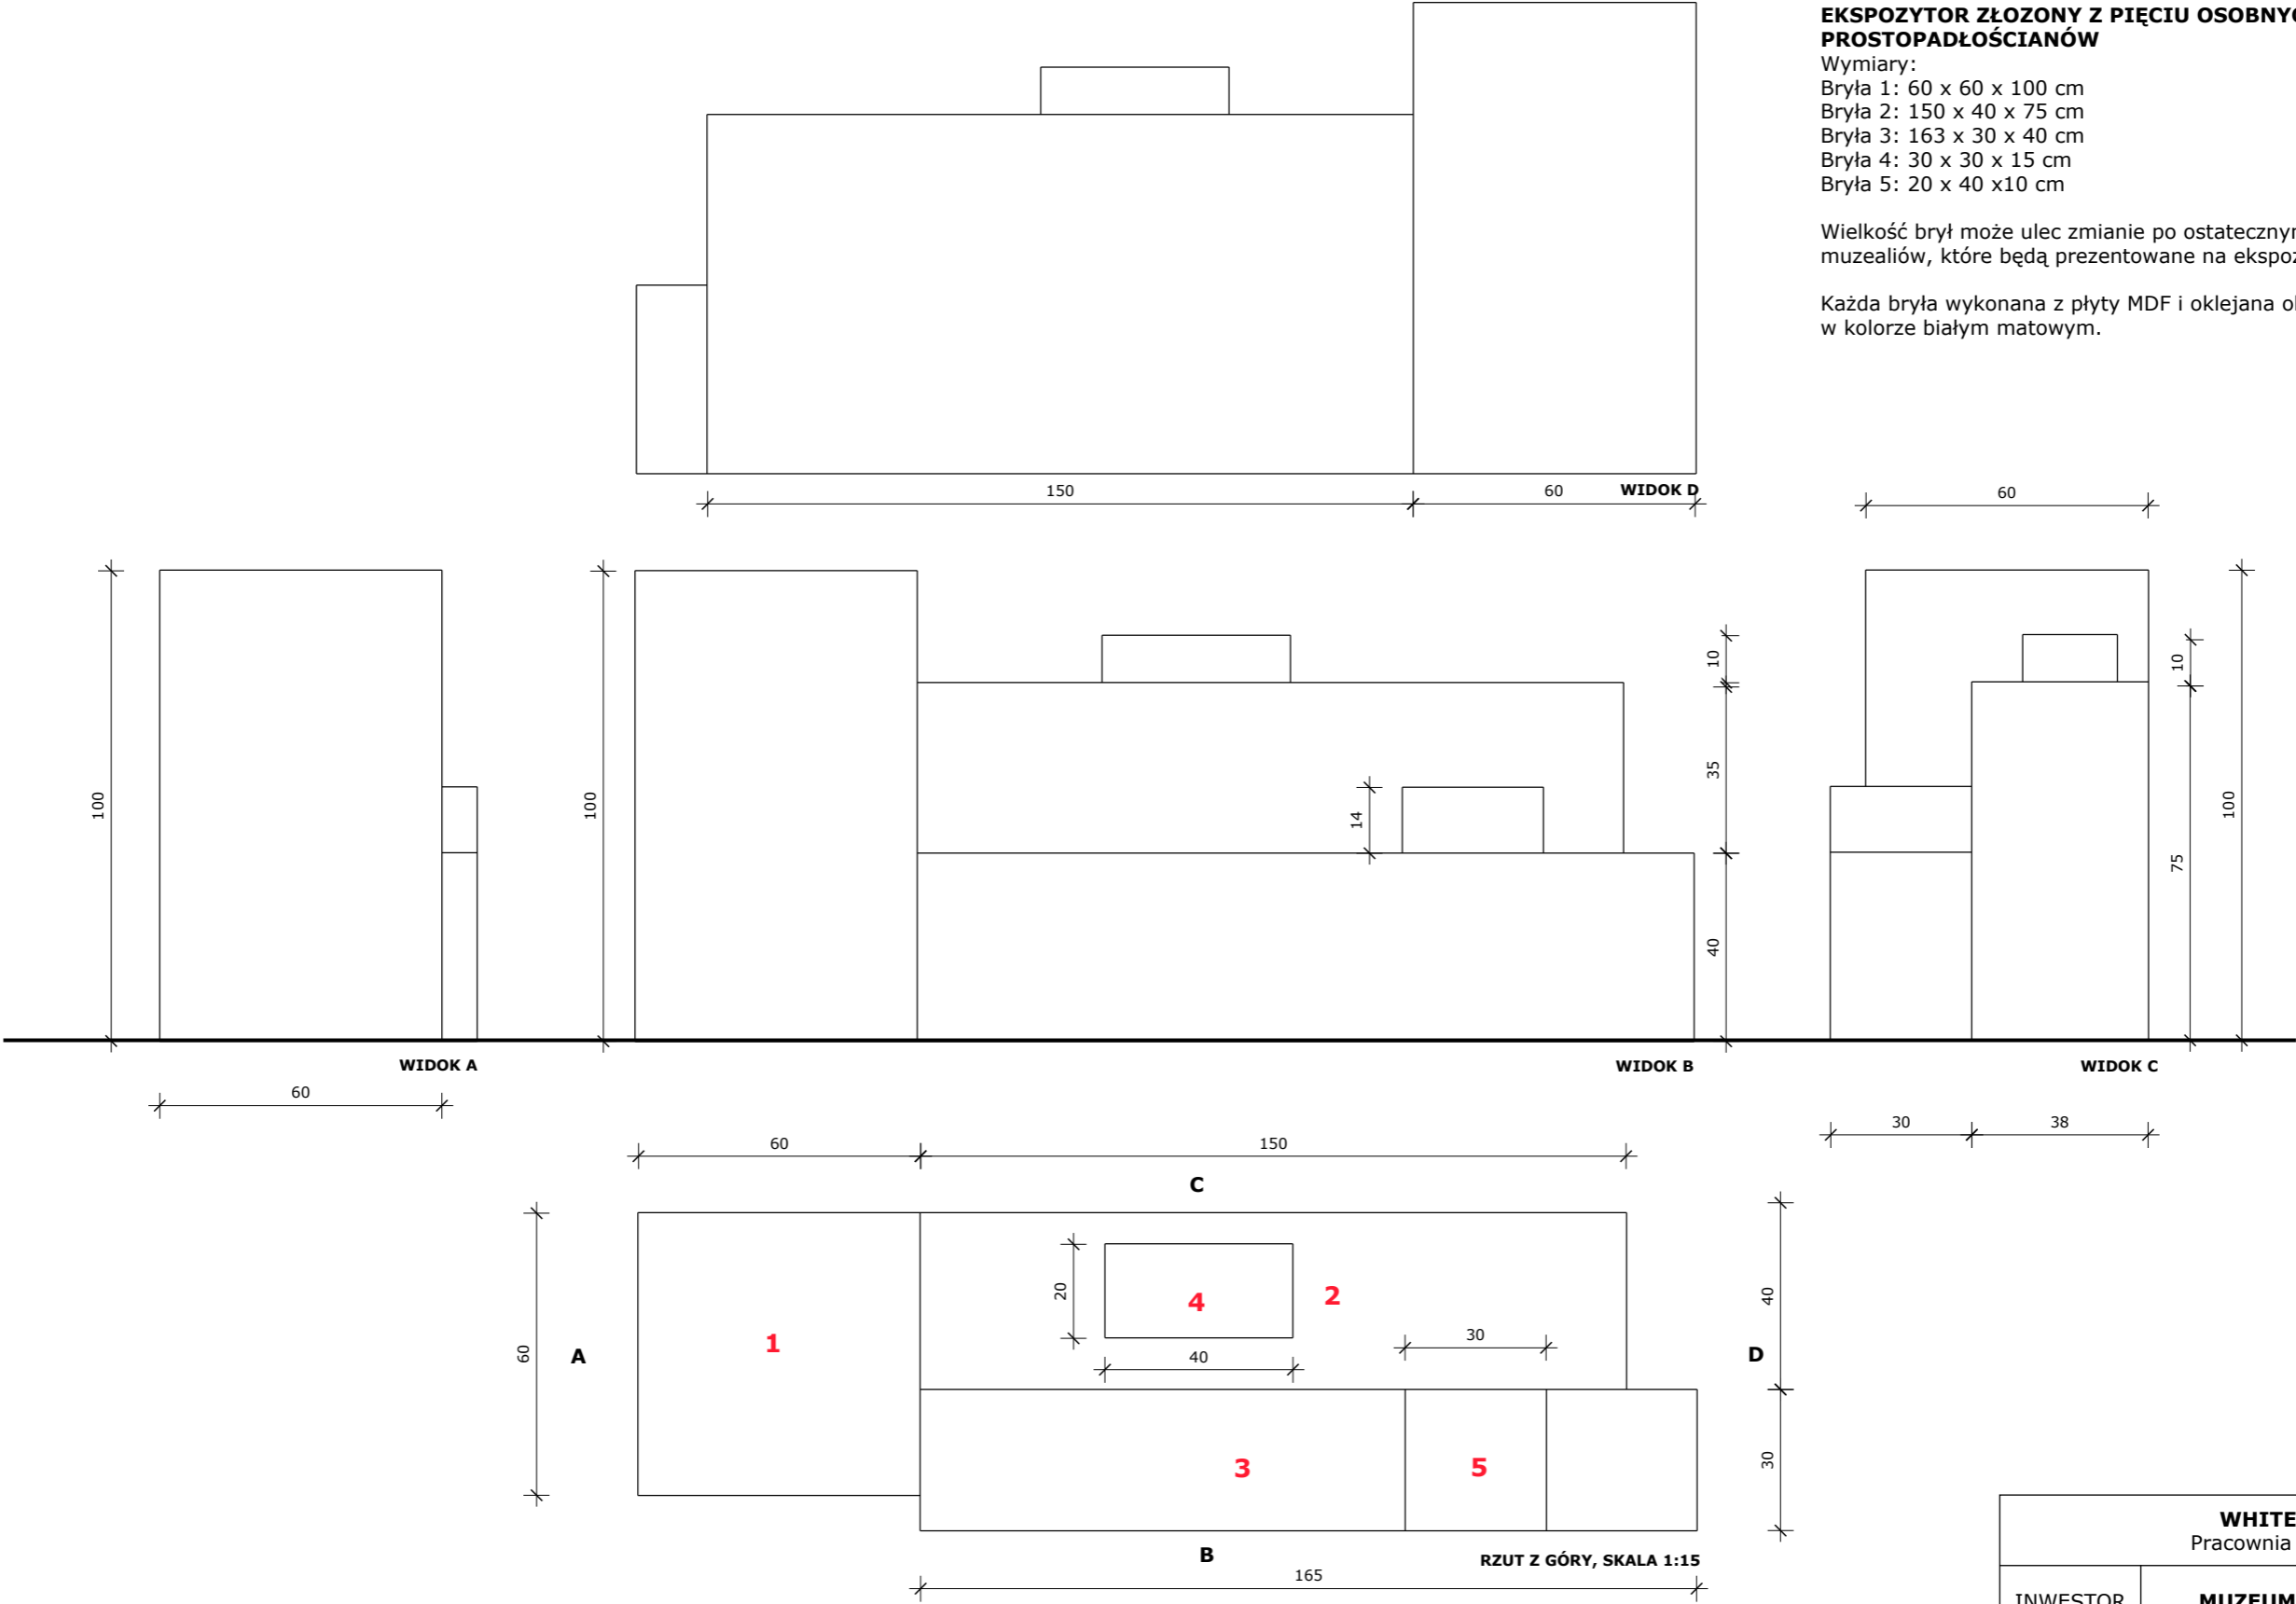 EKSPOZYTOR ZŁOZONY Z PIĘCIU
PROSTOPADŁOŚCIANÓW
Wymiary:
Bryła 1: 60 x 60 x 100 cm
Bryła 2: 150 x 40 x 75 cm
Bryła 3: 163 x 30 x 40 cm
Bryła 4: 30 x 30 x 15 cm
Bryła 5: 20 x 40 x10 cm
Wielkość brył może ulec zmianie po
muzealiów, które będą prezentowane na
Każda bryła wykonana z płyty MDF i oklejana
w kolorze białym matowym.
150
60
WIDOK D
60
100
100
10
35
14
40
10
75
100
WIDOK A
WIDOK B
WIDOK C
60
30
38
60
150
C
60
A
20
4
2
1
40
30
D
40
3
5
30
B
RZUT Z GÓRY, SKALA 1:15
165
WHITE
Pracownia
INWESTOR
MUZEUM